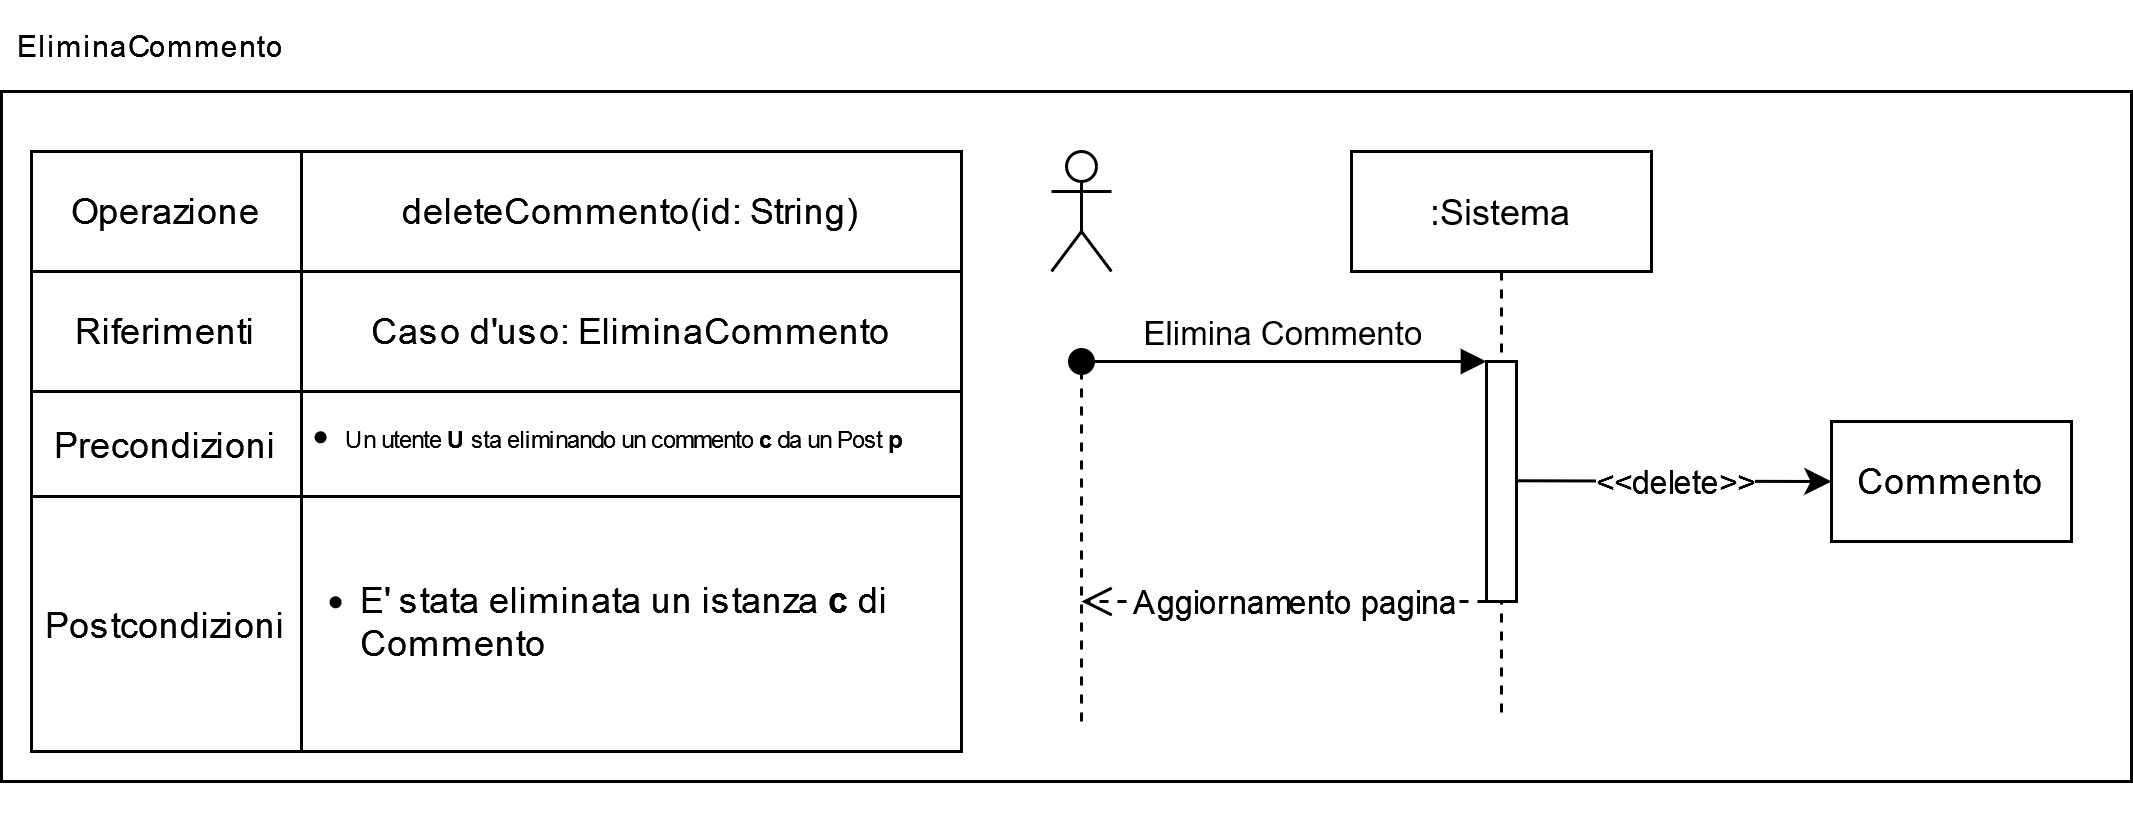 EliminaCommento
Operazione
deleteCommento(id: String)
Riferimenti
Caso d'uso: EliminaCommento
Precondizioni
• Un utente U sta eliminando un commento c da un Post p
Postcondizioni
• E' stata eliminata un istanza c di
Commento
:Sistema
Elimina Commento
<<delete>>
Commento
Aggiornamento pagina